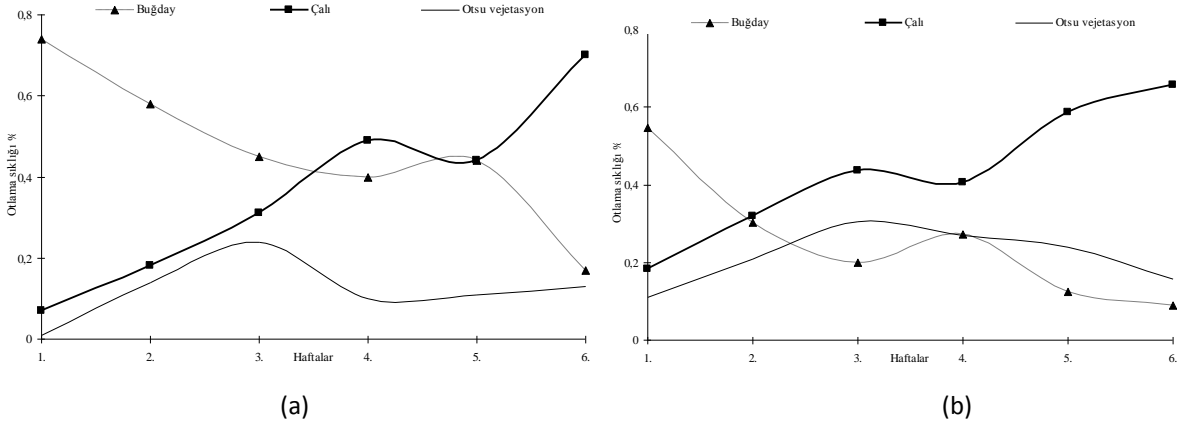 Buğday Çalı Otsu vejetasyon
0,8
0,6
0,4
0,2
0
Otlama sıklığı %
1. 2. 3. Haftalar 4. 5. 6.
(a)
Buğday Çalı Otsu vejetasyon
0,8
0,6
0,4
0,2
0
Otlama sıklığı %
1. 2. 3. Haftalar 4. 5. 6.
(b)